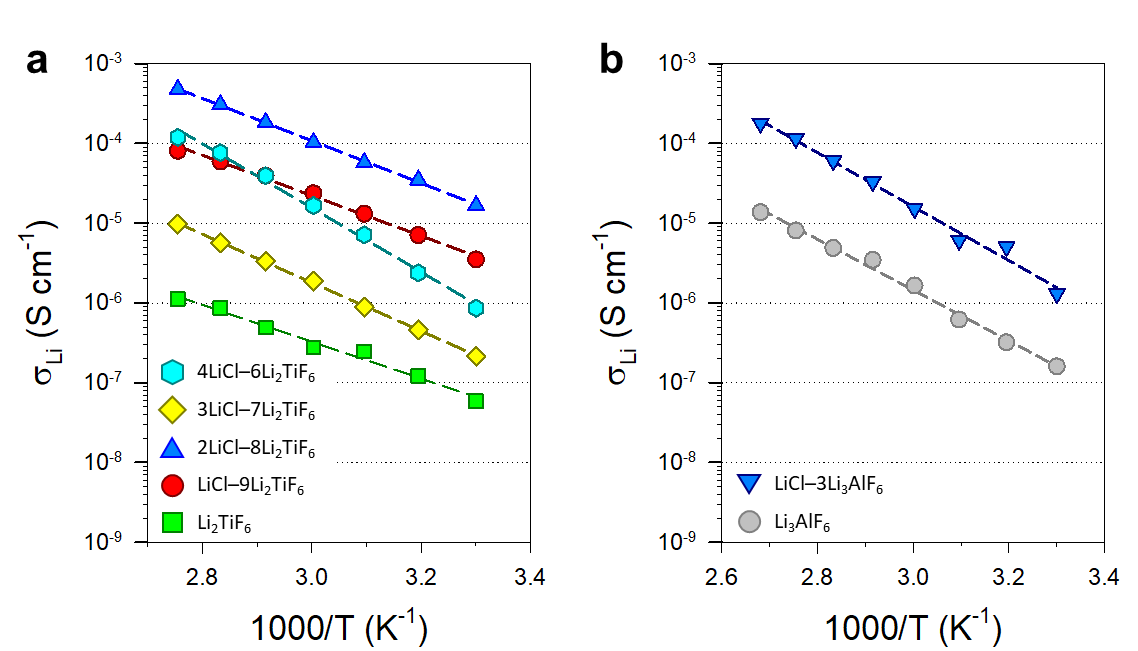 a
10⁻³
10⁻⁴
10⁻⁵
10⁻⁶
10⁻⁷
10⁻⁸
10⁻⁹
σLi (S cm⁻¹)
4LiCl–6Li₂TiF₆
3LiCl–7Li₂TiF₆
2LiCl–8Li₂TiF₆
LiCl–9Li₂TiF₆
Li₂TiF₆
2.8 3.0 3.2 3.4
1000/T (K⁻¹)
b
10⁻³
10⁻⁴
10⁻⁵
10⁻⁶
10⁻⁷
10⁻⁸
10⁻⁹
σLi (S cm⁻¹)
LiCl–3Li₃AlF₆
Li₃AlF₆
2.6 2.8 3.0 3.2 3.4
1000/T (K⁻¹)